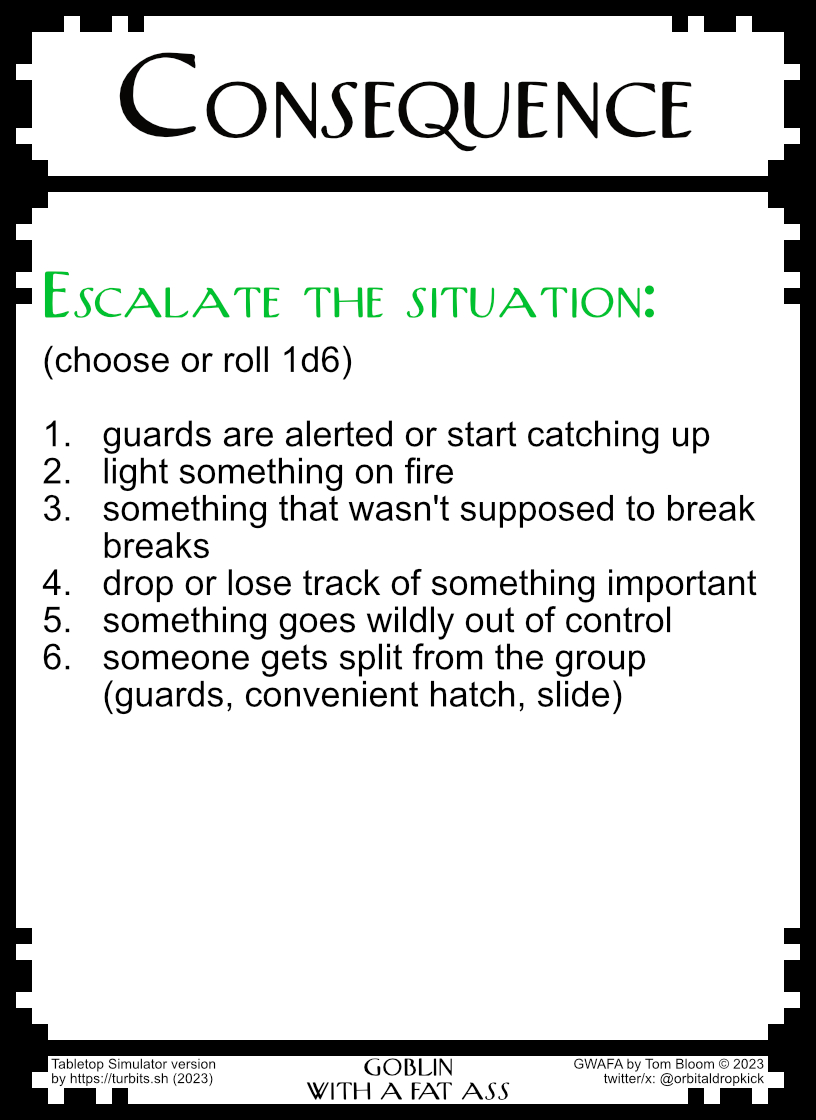 Consequence
Escalate the situation:
(choose or roll 1d6)
1. guards are alerted or start catching up
2. light something on fire
3. something that wasn't supposed to break
breaks
4. drop or lose track of something important
5. something goes wildly out of control
6. someone gets split from the group
(guards, convenient hatch, slide)
Tabletop Simulator version
by https://turbits.sh (2023)
GOBLIN
WITH A FAT ASS
GWAFA by Tom Bloom © 2023
twitter/x: @orbitaldropkick